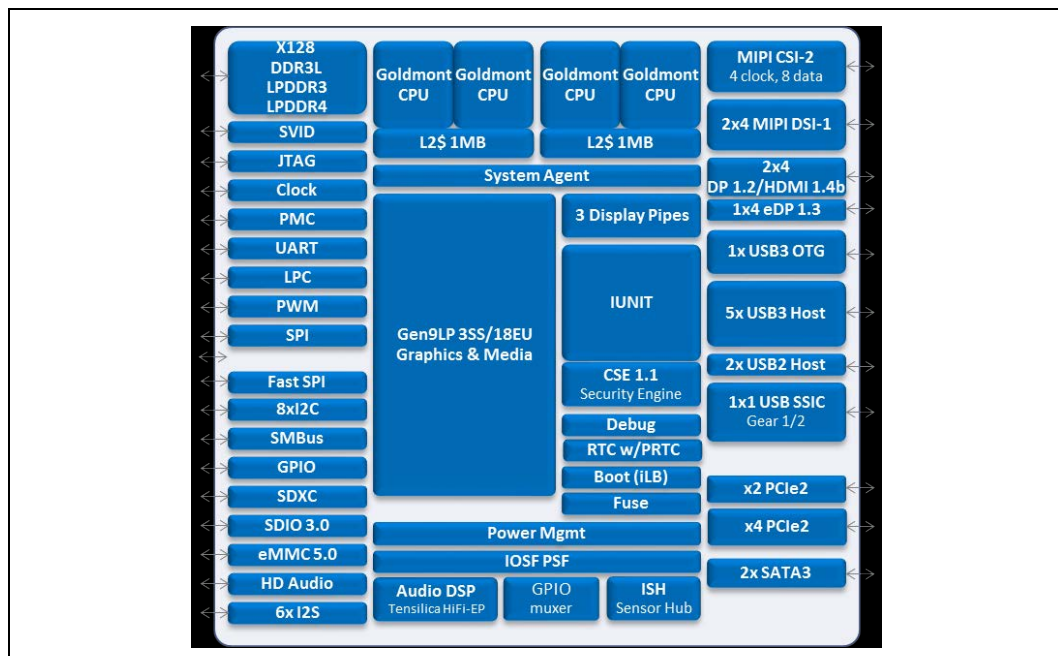 X128
DDR3L
LPDDR3
LPDDR4
SVID
JTAG
Clock
PMC
UART
LPC
PWM
SPI
Fast SPI
8xI2C
SMBus
GPIO
SDXC
SDIO 3.0
eMMC 5.0
HD Audio
6x I2S
Goldmont Goldmont
CPU CPU
Goldmont Goldmont
CPU CPU
L2$ 1MB
L2$ 1MB
System Agent
Gen9LP 3SS/18EU
Graphics & Media
3 Display Pipes
IUNIT
CSE 1.1
Security Engine
Debug
RTC w/PRTC
Boot (iLB)
Fuse
Power Mgmt
IOSF PSF
Audio DSP
Tensilica HiFi-EP
GPIO
muxer
ISH
Sensor Hub
MIPI CSI-2
4 clock, 8 data
2x4 MIPI DSI-1
2x4
DP 1.2/HDMI 1.4b
1x4 eDP 1.3
1x USB3 OTG
5x USB3 Host
2x USB2 Host
1x1 USB SSIC
Gear 1/2
x2 PCIe2
x4 PCIe2
2x SATA3